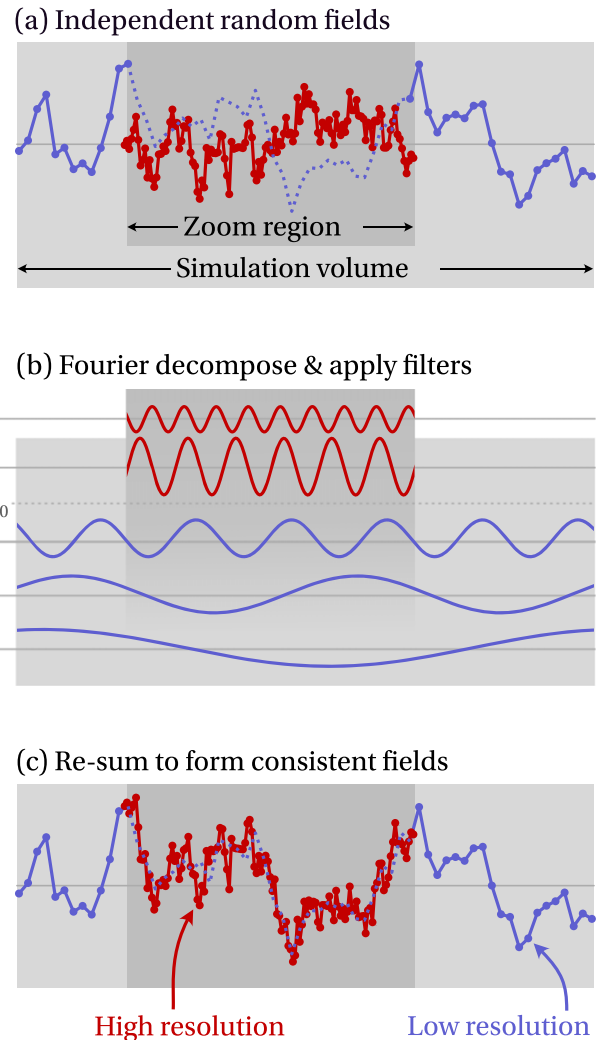 (a) Independent random fields
Zoom region
Simulation volume
(b) Fourier decompose & apply filters
0
(c) Re-sum to form consistent fields
High resolution
Low resolution